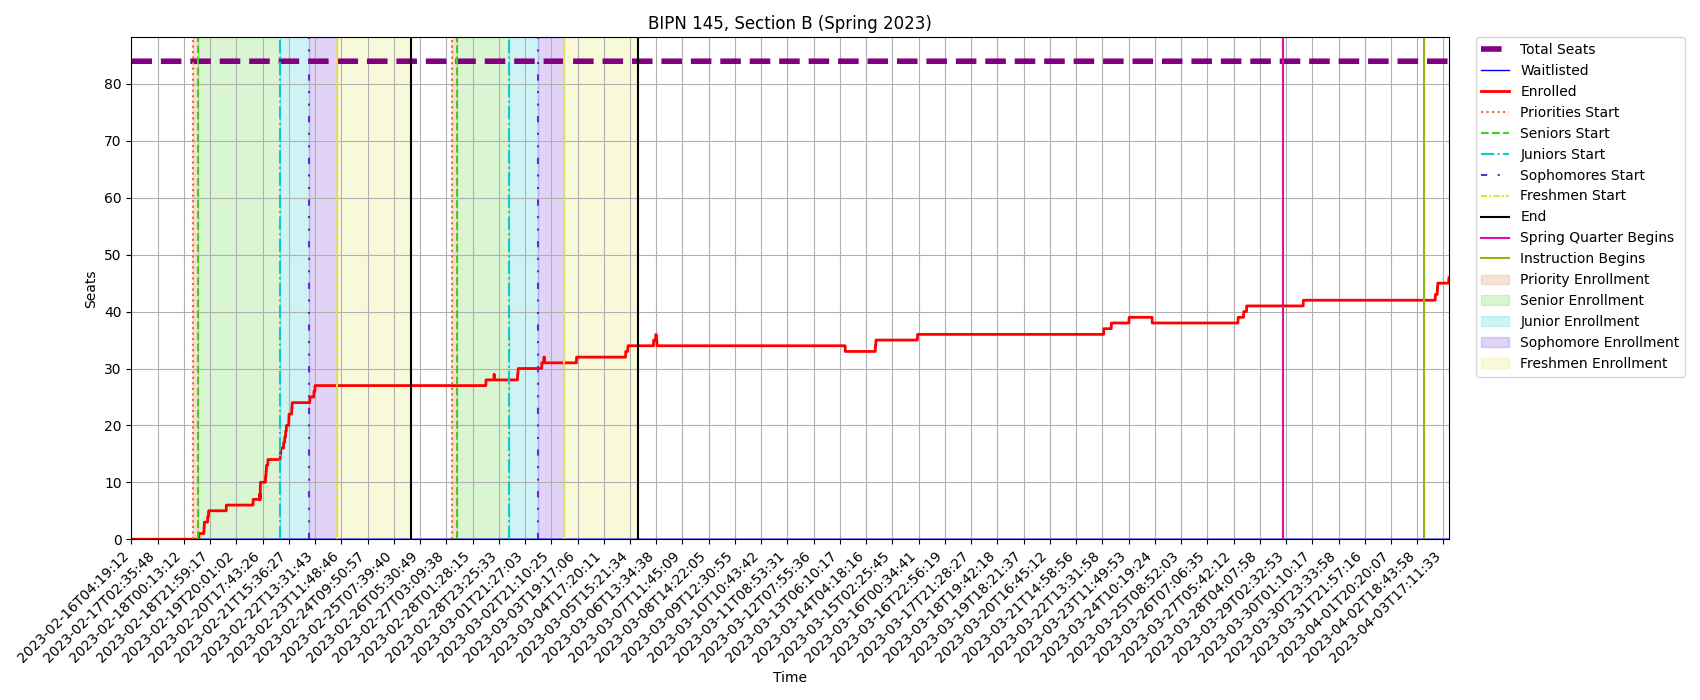 BIPN 145, Section B (Spring 2023)
Seats
80
70
60
50
40
30
20
10
0
2023-02-16T04:19:12
2023-02-17T02:35:48
2023-02-18T00:13:12
2023-02-18T21:59:17
2023-02-19T20:01:02
2023-02-20T17:43:26
2023-02-21T15:36:27
2023-02-22T13:31:43
2023-02-23T11:48:46
2023-02-24T09:50:57
2023-02-25T07:39:40
2023-02-26T05:30:49
2023-02-27T03:09:38
2023-02-28T01:28:15
2023-02-28T23:25:33
2023-03-01T21:27:03
2023-03-02T21:10:25
2023-03-03T19:17:06
2023-03-04T17:20:11
2023-03-05T15:21:34
2023-03-06T13:34:38
2023-03-07T11:45:09
2023-03-08T14:22:05
2023-03-09T12:30:55
2023-03-10T10:43:42
2023-03-11T08:53:31
2023-03-12T07:55:36
2023-03-13T06:10:17
2023-03-14T04:18:16
2023-03-15T02:25:45
2023-03-16T00:34:41
2023-03-16T22:56:19
2023-03-17T21:28:27
2023-03-18T19:42:18
2023-03-19T18:21:37
2023-03-20T16:45:12
2023-03-21T14:58:56
2023-03-22T13:31:58
2023-03-23T11:49:53
2023-03-24T10:19:24
2023-03-25T08:52:03
2023-03-26T07:06:35
2023-03-27T05:42:12
2023-03-28T04:07:58
2023-03-29T02:32:53
2023-03-30T01:10:17
2023-03-30T23:33:58
2023-03-31T21:57:16
2023-04-01T20:20:07
2023-04-02T18:43:58
2023-04-03T17:11:33
Time
Total Seats
Waitlisted
Enrolled
Priorities Start
Seniors Start
Juniors Start
Sophomores Start
Freshmen Start
End
Spring Quarter Begins
Instruction Begins
Priority Enrollment
Senior Enrollment
Junior Enrollment
Sophomore Enrollment
Freshmen Enrollment